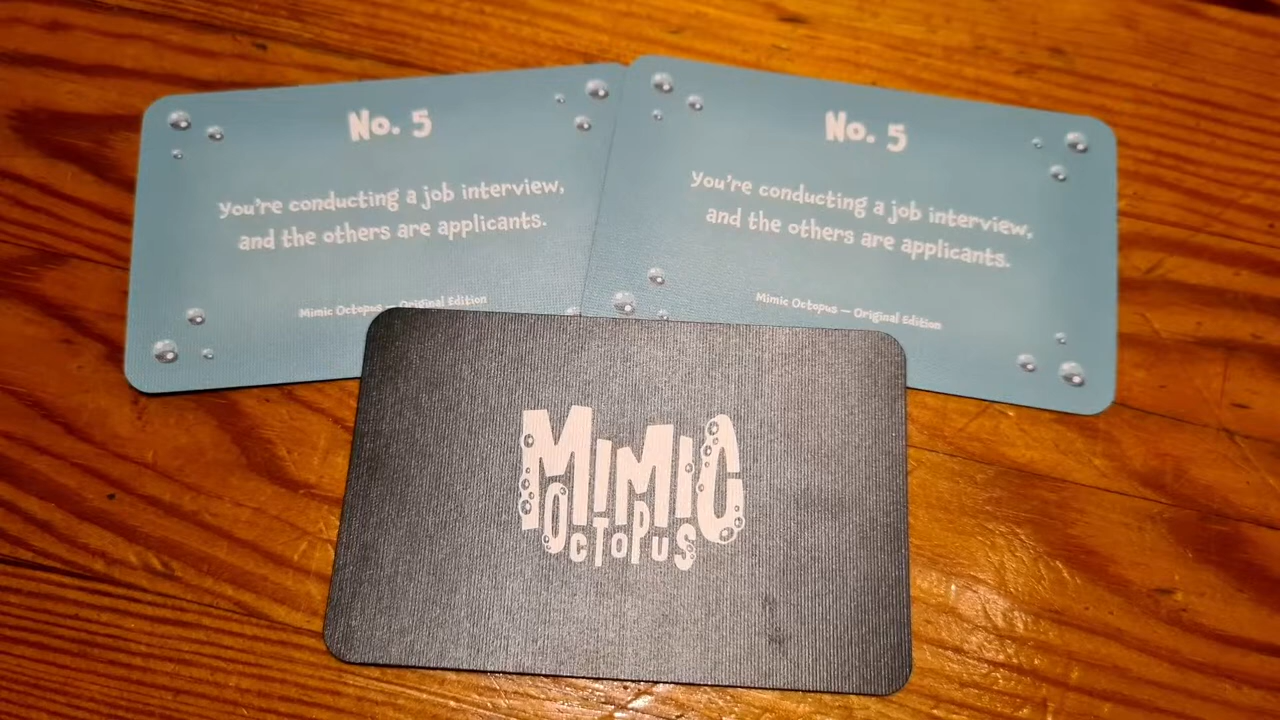 No. 5
You're conducting a job interview,
and the others are applicants.
Mimic Octopus — Original Edition
No. 5
You're conducting a job interview,
and the others are applicants.
Mimic Octopus — Original Edition
MIMIC
OCTOPUS